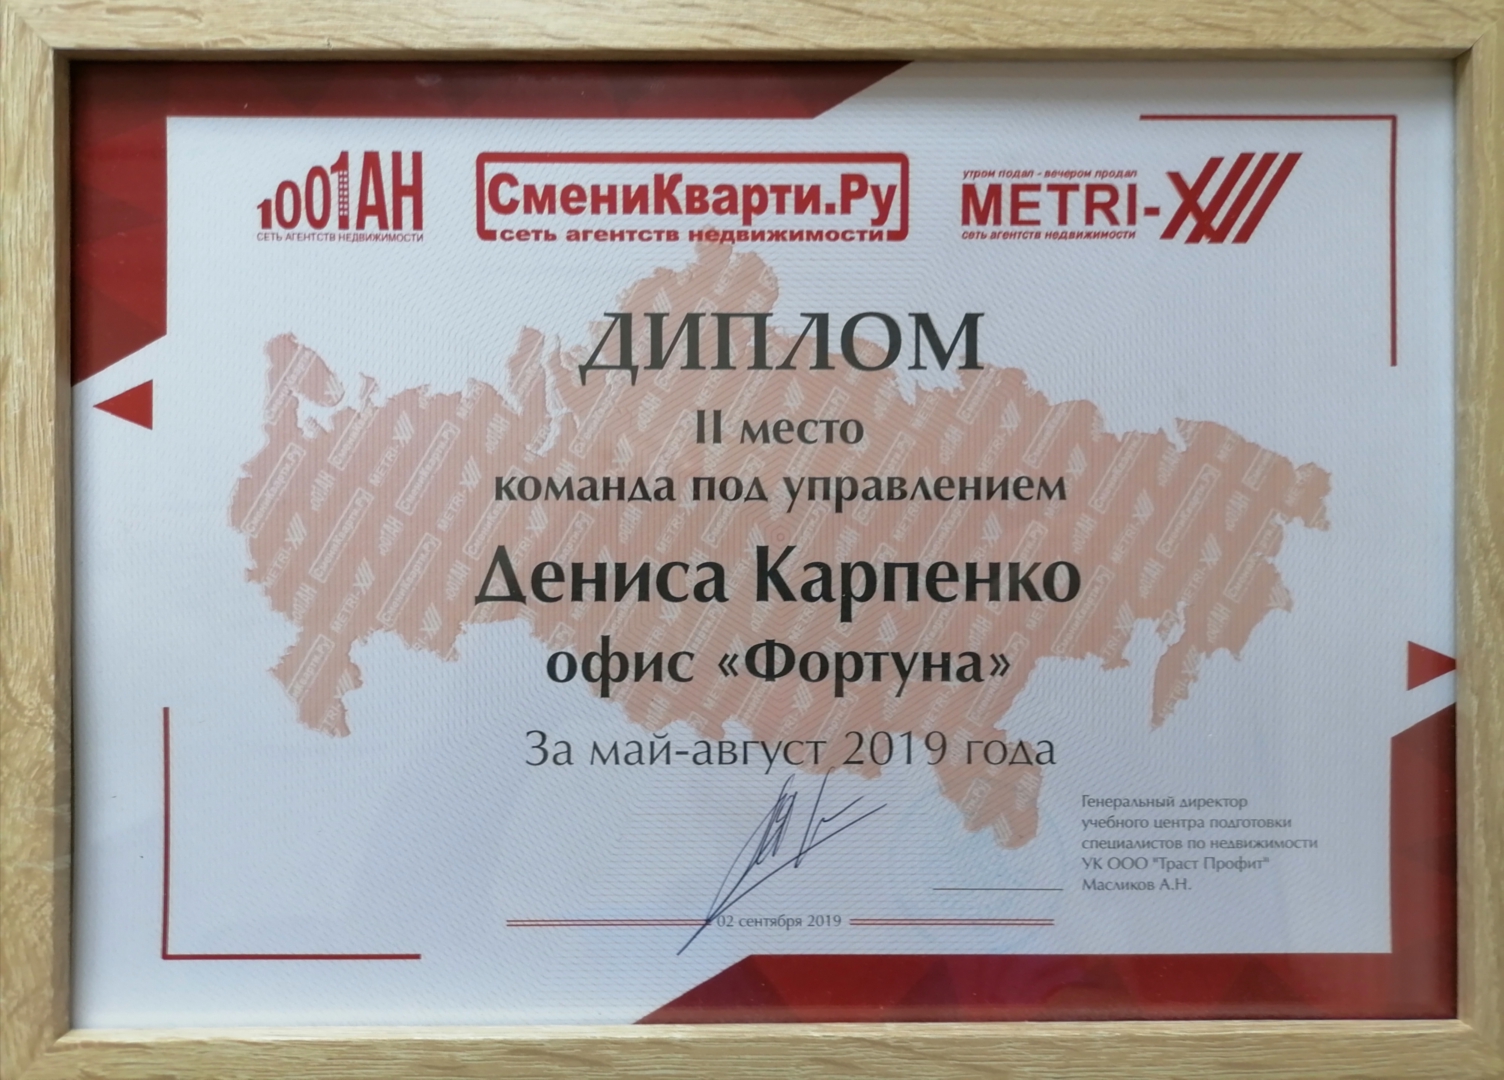 1001АН
СЕТЬ АГЕНТСТВ НЕДВИЖИМОСТИ
СмениКварти.Ру
сеть агентств недвижимости
утром подал - вечером продал
METRI-X
сеть агентств недвижимости
ДИПЛОМ
II место
команда под управлением
Дениса Карпенко
офис «Фортуна»
За май-август 2019 года
Генеральный директор
учебного центра подготовки
специалистов по недвижимости
УК ООО "Траст Профит"
Масликов А.Н.
02 сентября 2019